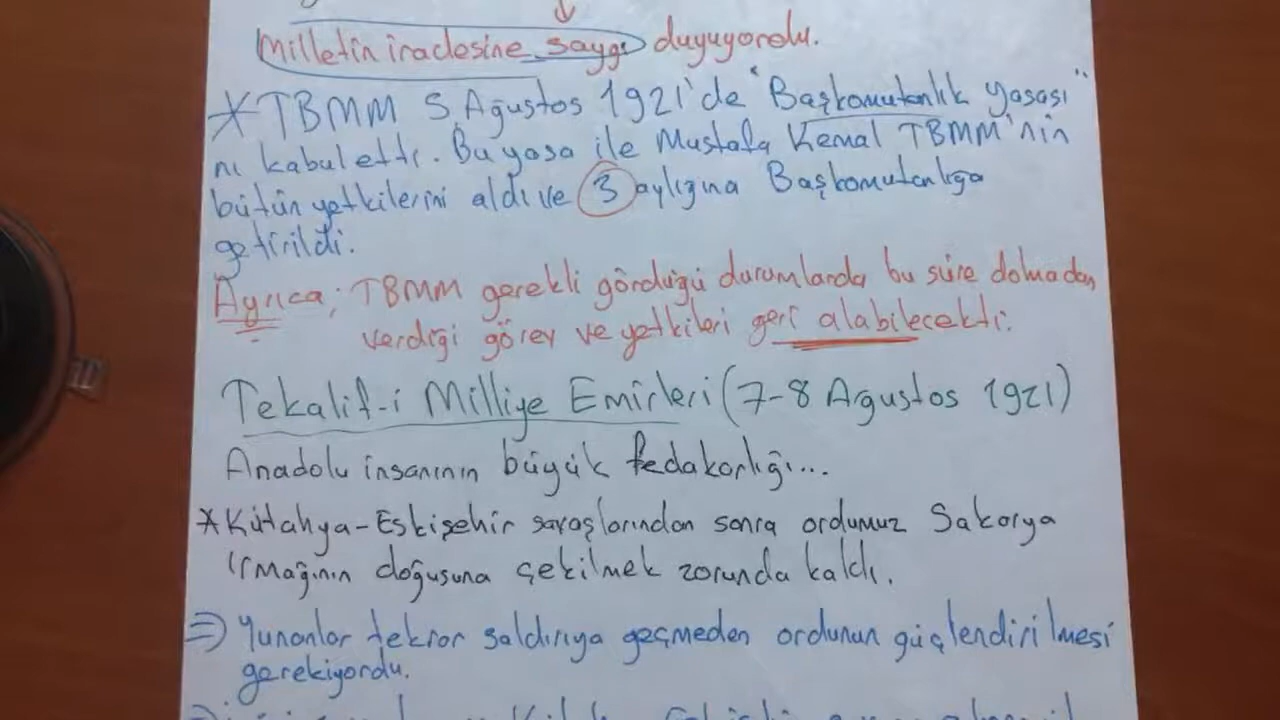 Milletin iradesine saygı duyuyordu.
* TBMM 5 Ağustos 1921'de "Başkomutanlık yasası"
nı kabul etti. Bu yasa ile Mustafa Kemal TBMM'nin
bütün yetkilerini aldı ve 3 aylığına Başkomutanlığa
getirildi.
Ayrıca; TBMM gerekli gördüğü durumlarda bu süre dolmadan
verdiği görev ve yetkileri geri alabilecekti.
Tekalif-i Milliye Emirleri (7-8 Ağustos 1921)
Anadolu insanının büyük fedakarlığı...
* Kütahya-Eskişehir savaşlarından sonra ordumuz Sakarya
ırmağının doğusuna çekilmek zorunda kaldı.
⇒ Yunanlar tekrar saldırıya geçmeden ordunun güçlendirilmesi
gerekiyordu.